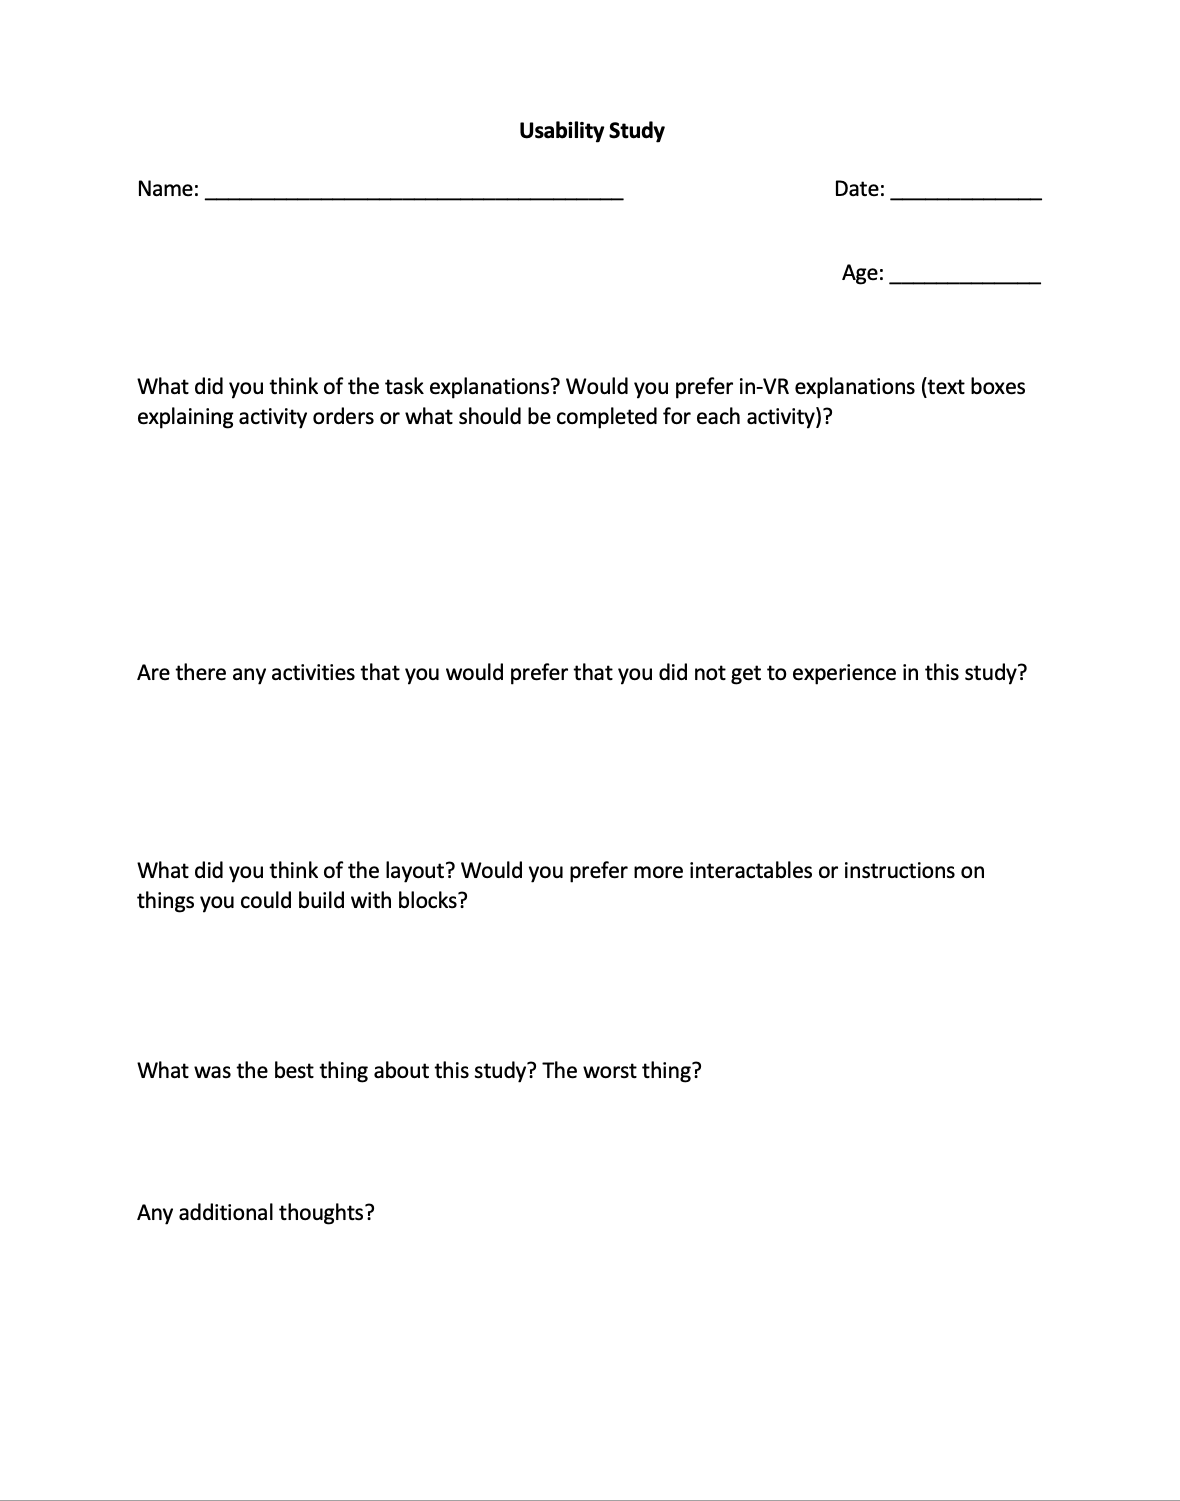 Usability Study
Name: ____________________________________ Date: _____________
Age: _____________
What did you think of the task explanations? Would you prefer in-VR explanations (text boxes
explaining activity orders or what should be completed for each activity)?
Are there any activities that you would prefer that you did not get to experience in this study?
What did you think of the layout? Would you prefer more interactables or instructions on
things you could build with blocks?
What was the best thing about this study? The worst thing?
Any additional thoughts?